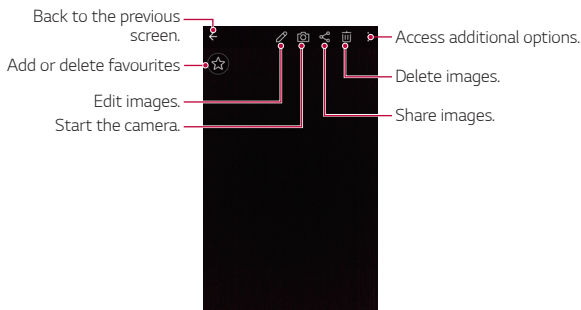 Back to the previous
screen.
Add or delete favourites
Edit images.
Start the camera.
Access additional options.
Delete images.
Share images.